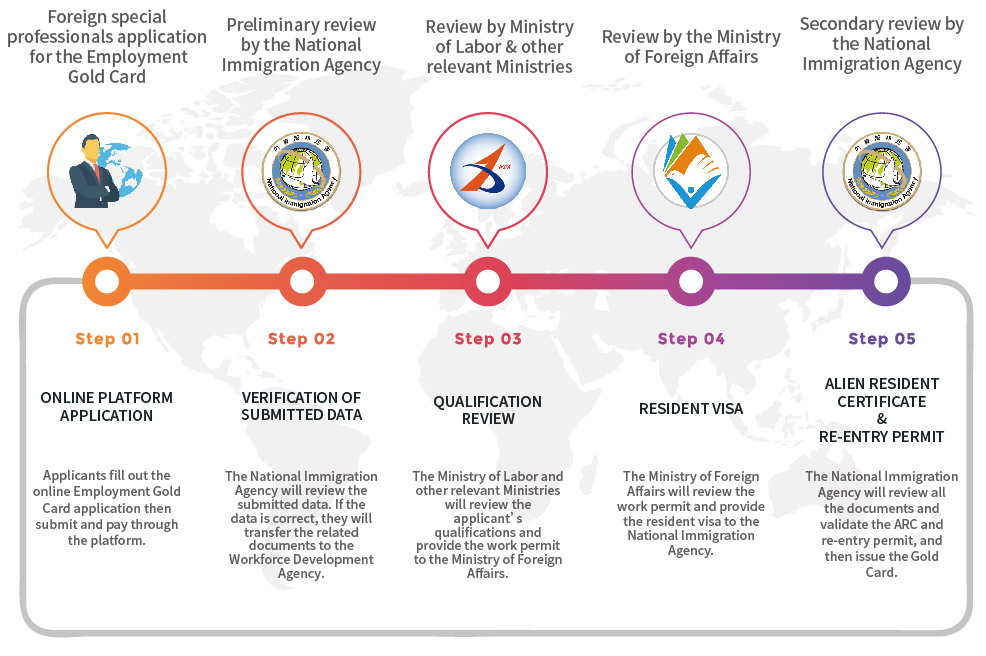 Foreign special
professionals application
for the Employment
Gold Card
Preliminary review
by the National
Immigration Agency
Review by Ministry
of Labor & other
relevant Ministries
Review by the Ministry
of Foreign Affairs
Secondary review by
the National
Immigration Agency
National Immigration Agency
National Immigration Agency
Step 01
Step 02
Step 03
Step 04
Step 05
ONLINE PLATFORM
APPLICATION
VERIFICATION OF
SUBMITTED DATA
QUALIFICATION
REVIEW
RESIDENT VISA
ALIEN RESIDENT
CERTIFICATE
&
RE-ENTRY PERMIT
Applicants fill out the
online Employment Gold
Card application then
submit and pay through
the platform.
The National Immigration
Agency will review the
submitted data. If the
data is correct, they will
transfer the related
documents to the
Workforce Development
Agency.
The Ministry of Labor and
other relevant Ministries
will review the
applicant’s
qualifications and
provide the work permit
to the Ministry of Foreign
Affairs.
The Ministry of Foreign
Affairs will review the
work permit and provide
the resident visa to the
National Immigration
Agency.
The National Immigration
Agency will review all
the documents and
validate the ARC and
re-entry permit, and
then issue the Gold
Card.